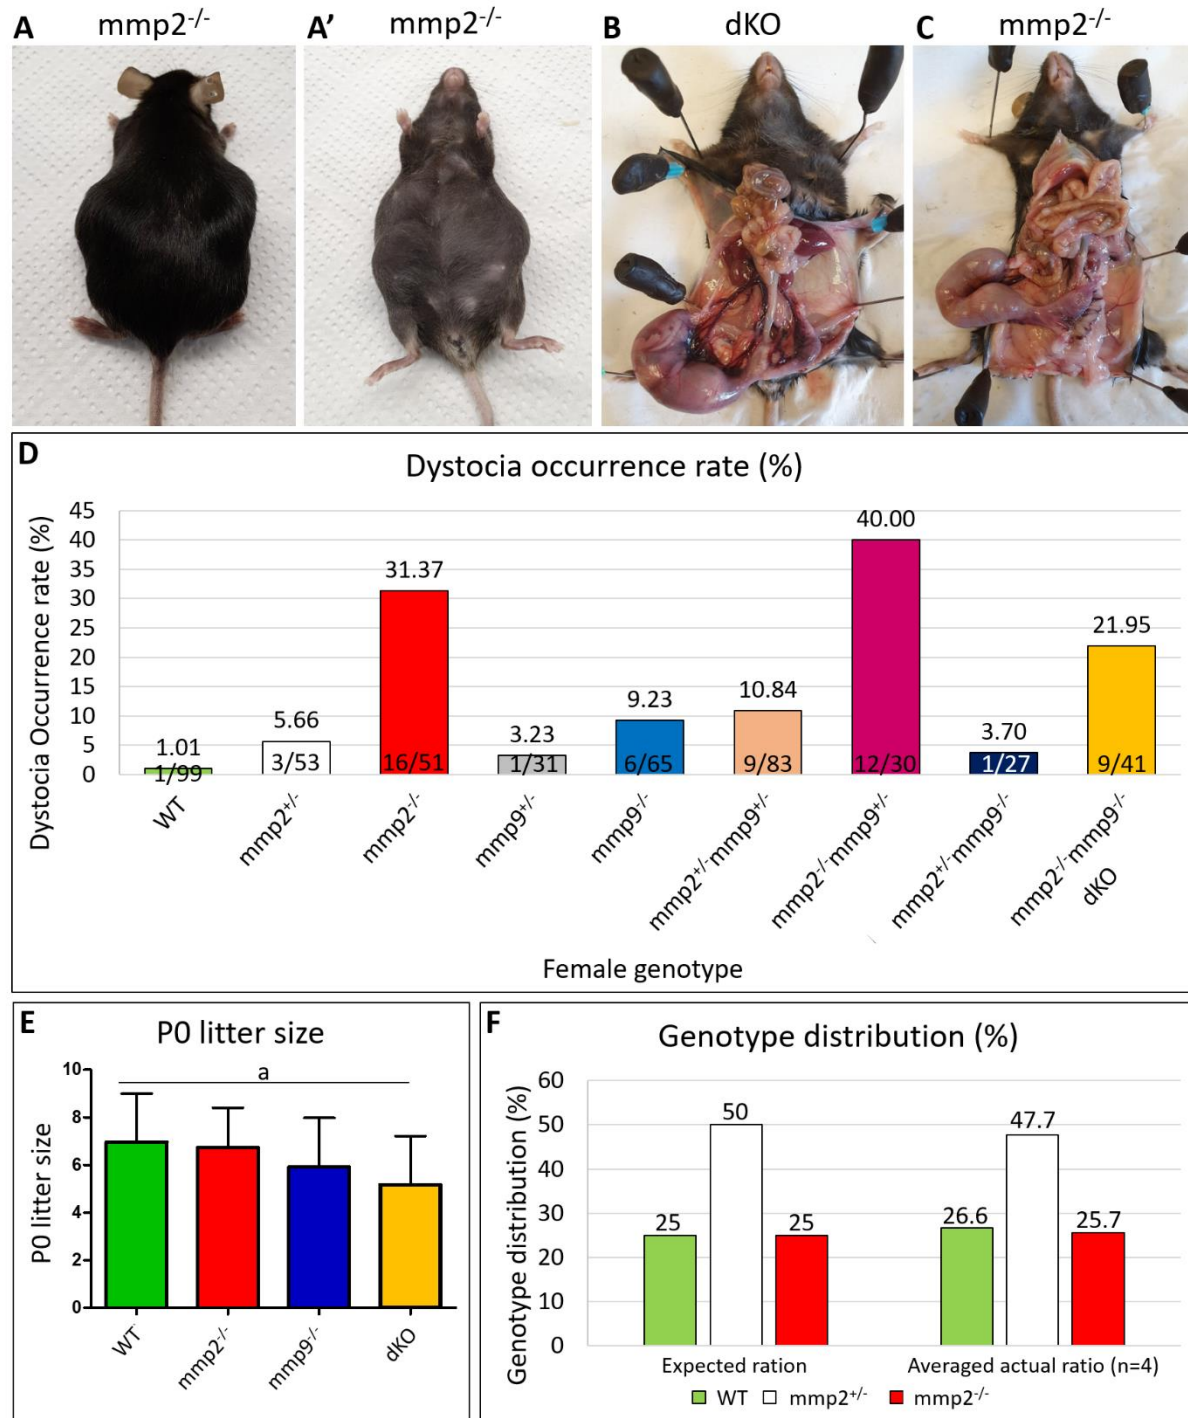 A mmp2-/- A’ mmp2-/- B dKO C mmp2-/-
D
Dystocia occurrence rate (%)
Dystocia Occurrence rate (%)
45
40
35
30
25
20
15
10
5
0
1.01 5.66 31.37 3.23 9.23 10.84 40.00 3.70 21.95
1/99 3/53 16/51 1/31 6/65 9/83 12/30 1/27 9/41
WT mmp2+/- mmp2-/- mmp9+/- mmp9-/- mmp2+/-mmp9+/- mmp2-/-mmp9+/- mmp2+/-mmp9-/- mmp2-/-mmp9-/-
dKO
Female genotype
E
P0 litter size
a
P0 litter size
10
8
6
4
2
0
WT mmp2-/- mmp9-/- dKO
F
Genotype distribution (%)
Genotype distribution (%)
60
50
40
30
20
10
0
25 50 25 26.6 47.7 25.7
Expected ration Averaged actual ratio (n=4)
WT mmp2+/- mmp2-/-